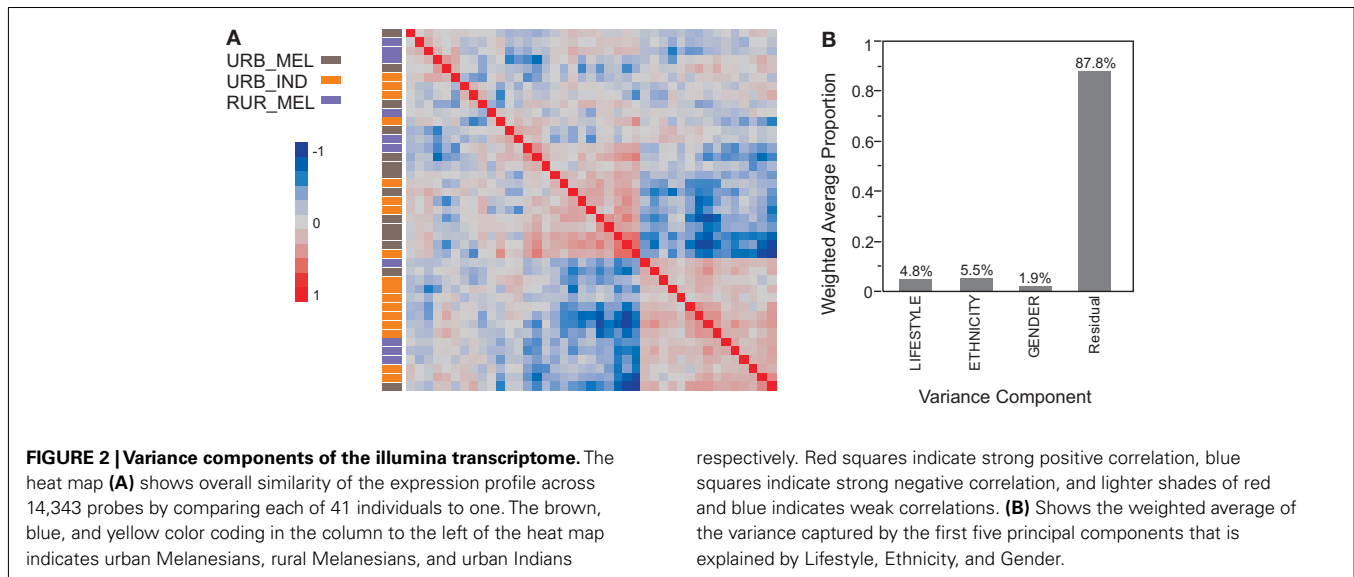 A
URB_MEL
URB_IND
RUR_MEL
-1
0
1
B
Weighted Average Proportion
1
0.8
0.6
0.4
0.2
0
4.8%
5.5%
1.9%
87.8%
LIFESTYLE
ETHNICITY
GENDER
Residual
Variance Component
FIGURE 2 | Variance components of the illumina transcriptome. The
heat map (A) shows overall similarity of the expression profile across
14,343 probes by comparing each of 41 individuals to one. The brown,
blue, and yellow color coding in the column to the left of the heat map
indicates urban Melanesians, rural Melanesians, and urban Indians
respectively. Red squares indicate strong positive correlation, blue
squares indicate strong negative correlation, and lighter shades of red
and blue indicates weak correlations. (B) Shows the weighted average of
the variance captured by the first five principal components that is
explained by Lifestyle, Ethnicity, and Gender.